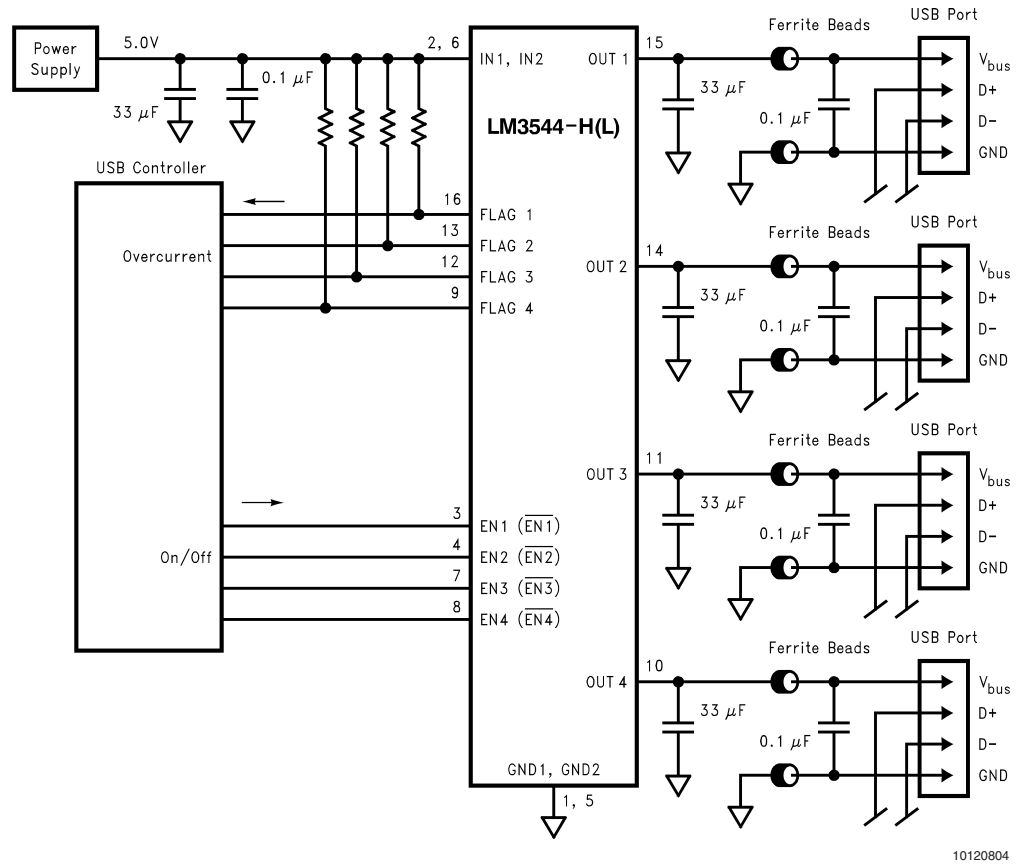 Power
Supply
5.0V
33 μF
0.1 μF
2, 6
IN1, IN2
LM3544-H(L)
USB Controller
Overcurrent
On/Off
16
FLAG 1
13
FLAG 2
12
FLAG 3
9
FLAG 4
3
EN1 (EN1)
4
EN2 (EN2)
7
EN3 (EN3)
8
EN4 (EN4)
GND1, GND2
1, 5
OUT 1
15
33 μF
Ferrite Beads
0.1 μF
USB Port
Vbus
D+
D−
GND
OUT 2
14
33 μF
Ferrite Beads
0.1 μF
USB Port
Vbus
D+
D−
GND
OUT 3
11
33 μF
Ferrite Beads
0.1 μF
USB Port
Vbus
D+
D−
GND
OUT 4
10
33 μF
Ferrite Beads
0.1 μF
USB Port
Vbus
D+
D−
GND
10120804